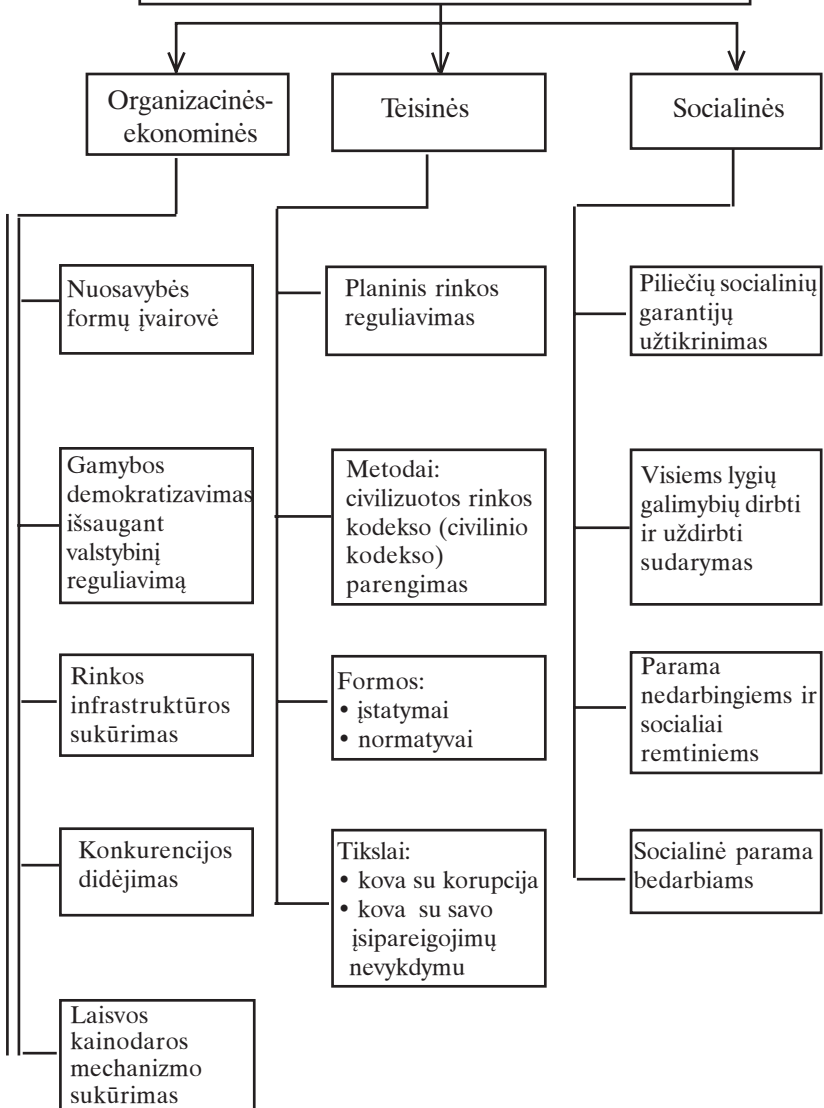 Organizacinės-
ekonominės
Teisinės
Socialinės
Nuosavybės
formų įvairovė
Gamybos
demokratizavimas
išsaugant
valstybinį
reguliavimą
Rinkos
infrastruktūros
sukūrimas
Konkurencijos
didėjimas
Laisvos
kainodaros
mechanizmo
sukūrimas
Planinis rinkos
reguliavimas
Metodai:
civilizuotos rinkos
kodekso (civilinio
kodekso)
parengimas
Formos:
• įstatymai
• normatyvai
Tikslai:
• kova su korupcija
• kova su savo
įsipareigojimų
nevykdymu
Piliečių socialinių
garantijų
užtikrinimas
Visiems lygių
galimybių dirbti
ir uždirbti
sudarymas
Parama
nedarbingiems ir
socialiai
remtiniems
Socialinė parama
bedarbiams